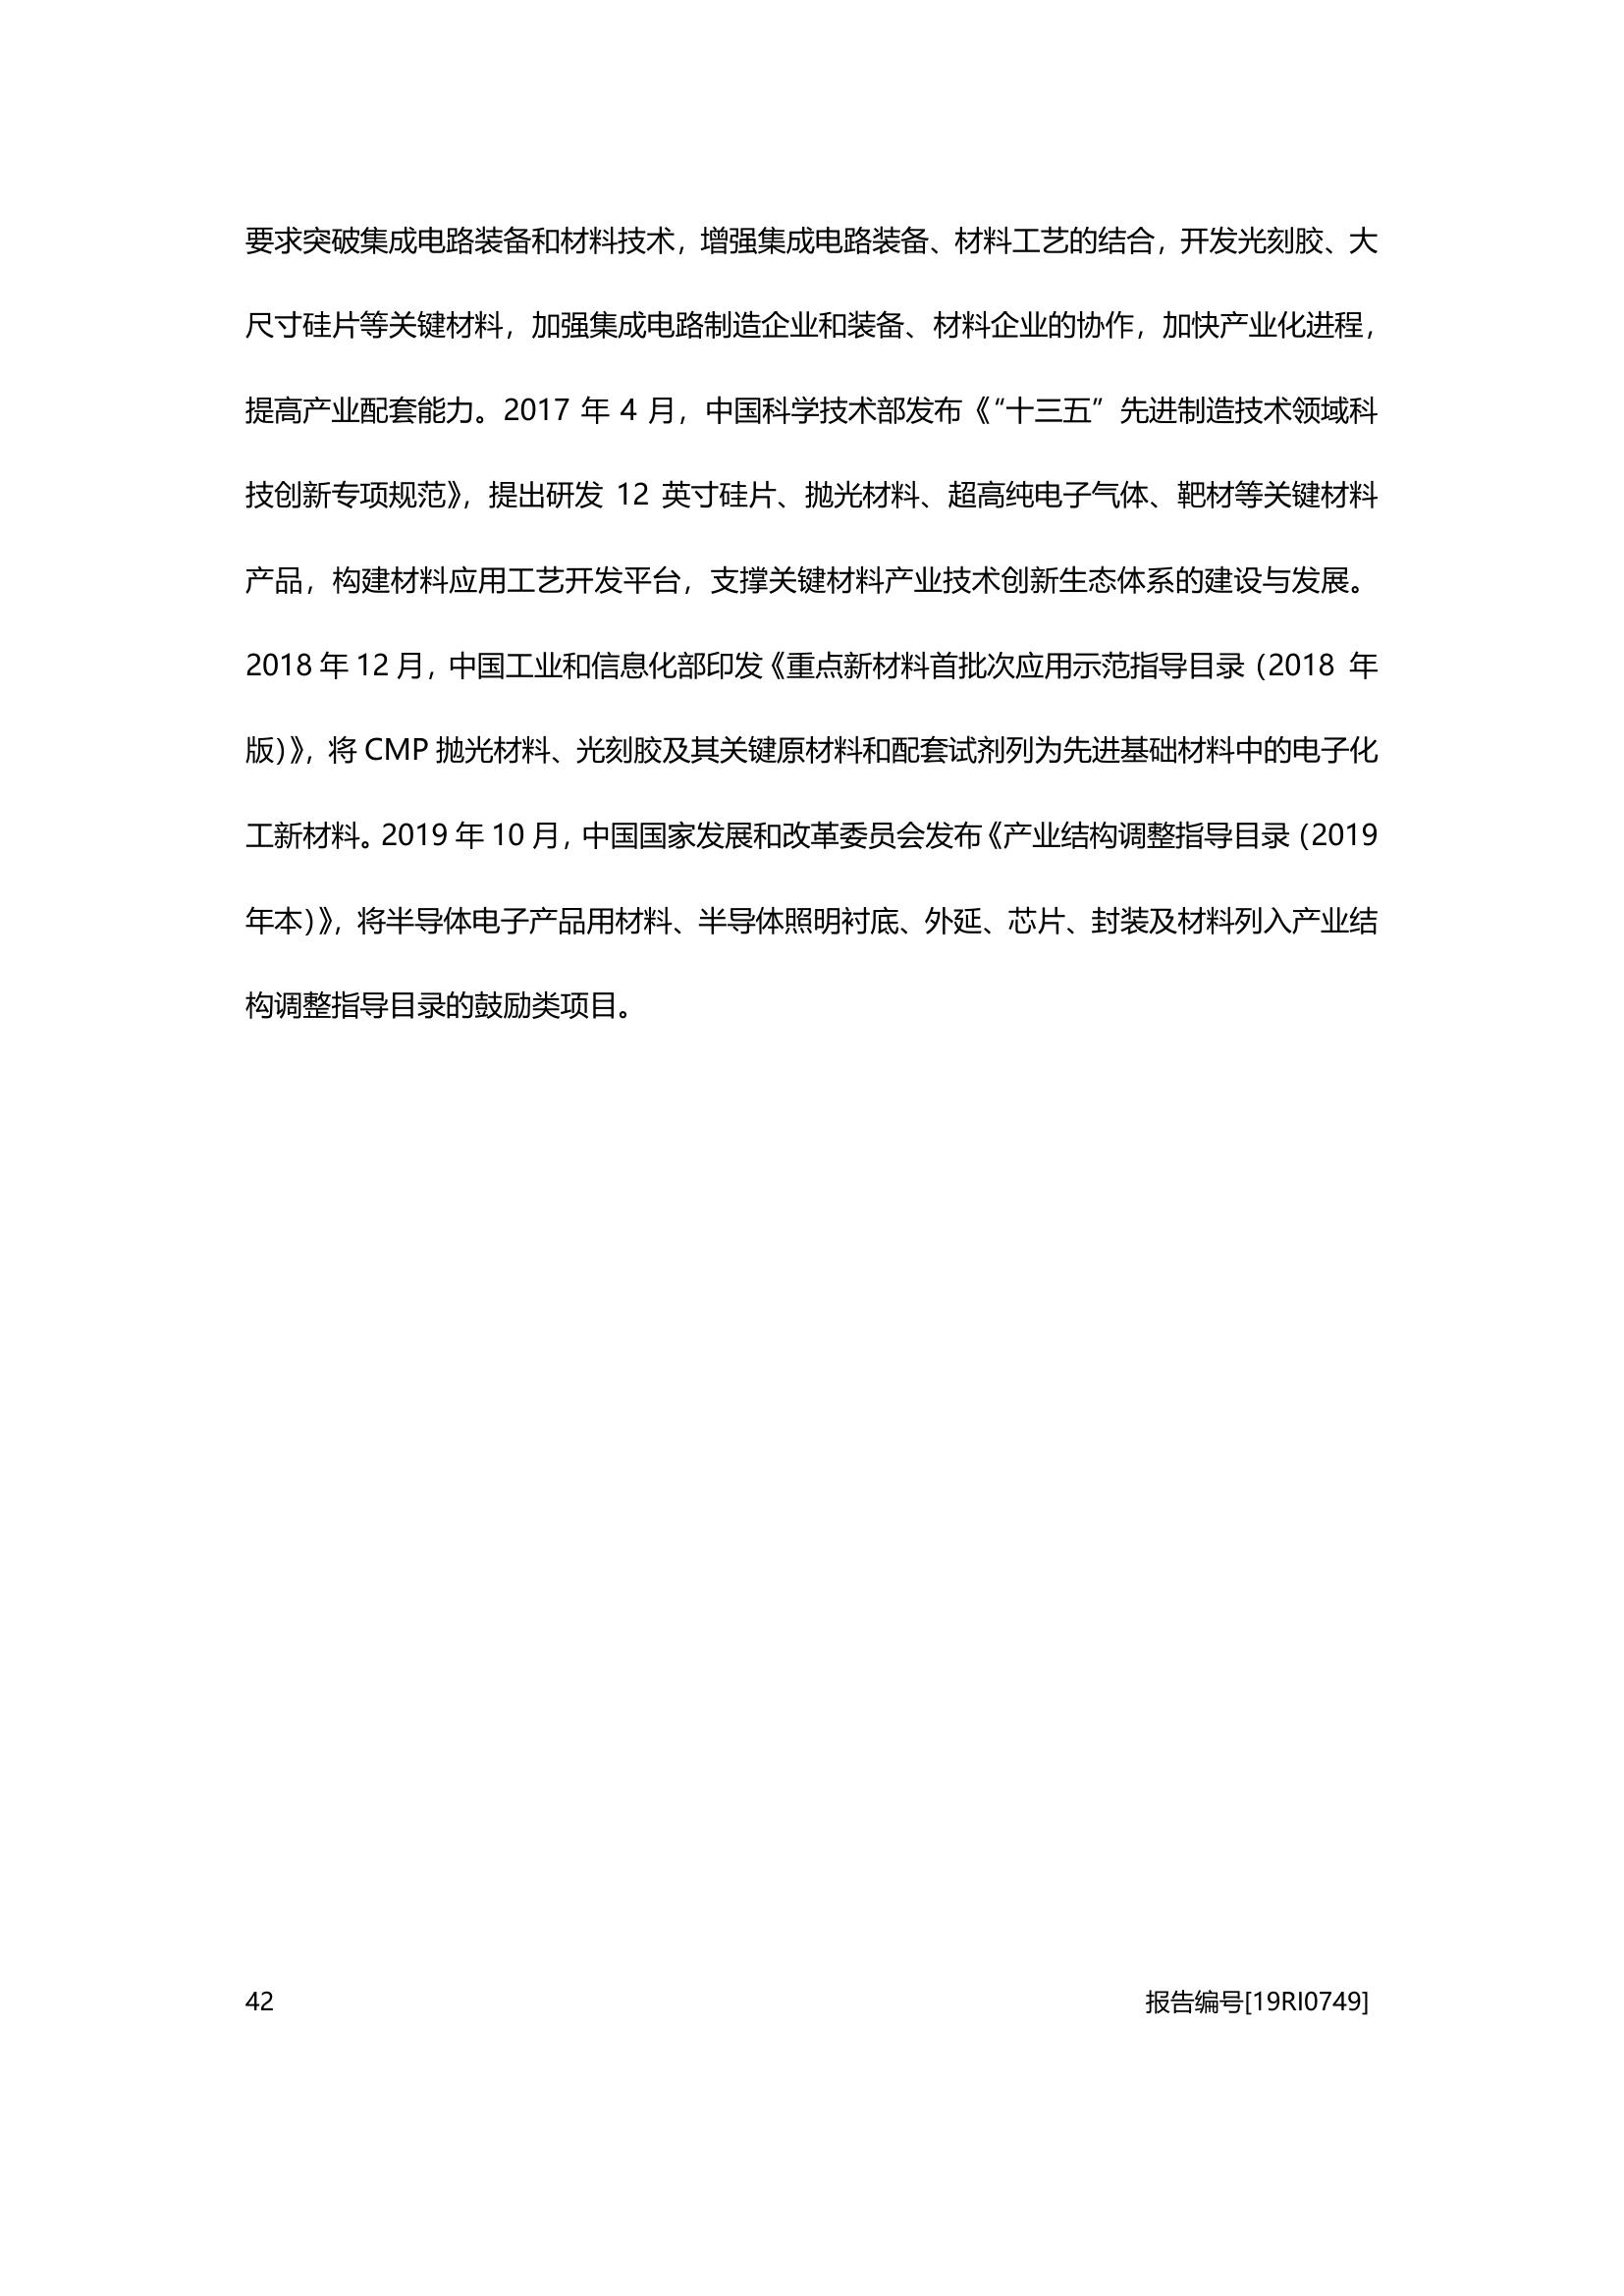 要求突破集成电路装备和材料技术，增强集成电路装备、材料工艺的结合，开发光刻胶、大
尺寸硅片等关键材料，加强集成电路制造企业和装备、材料企业的协作，加快产业化进程，
提高产业配套能力。2017 年 4 月，中国科学技术部发布《“十三五”先进制造技术领域科
技创新专项规范》，提出研发 12 英寸硅片、抛光材料、超高纯电子气体、靶材等关键材料
产品，构建材料应用工艺开发平台，支撑关键材料产业技术创新生态体系的建设与发展。
2018 年 12 月，中国工业和信息化部印发《重点新材料首批次应用示范指导目录（2018 年
版）》，将 CMP 抛光材料、光刻胶及其关键原材料和配套试剂列为先进基础材料中的电子化
工新材料。2019 年 10 月，中国国家发展和改革委员会发布《产业结构调整指导目录（2019
年本）》，将半导体电子产品用材料、半导体照明衬底、外延、芯片、封装及材料列入产业结
构调整指导目录的鼓励类项目。
42 报告编号[19RI0749]